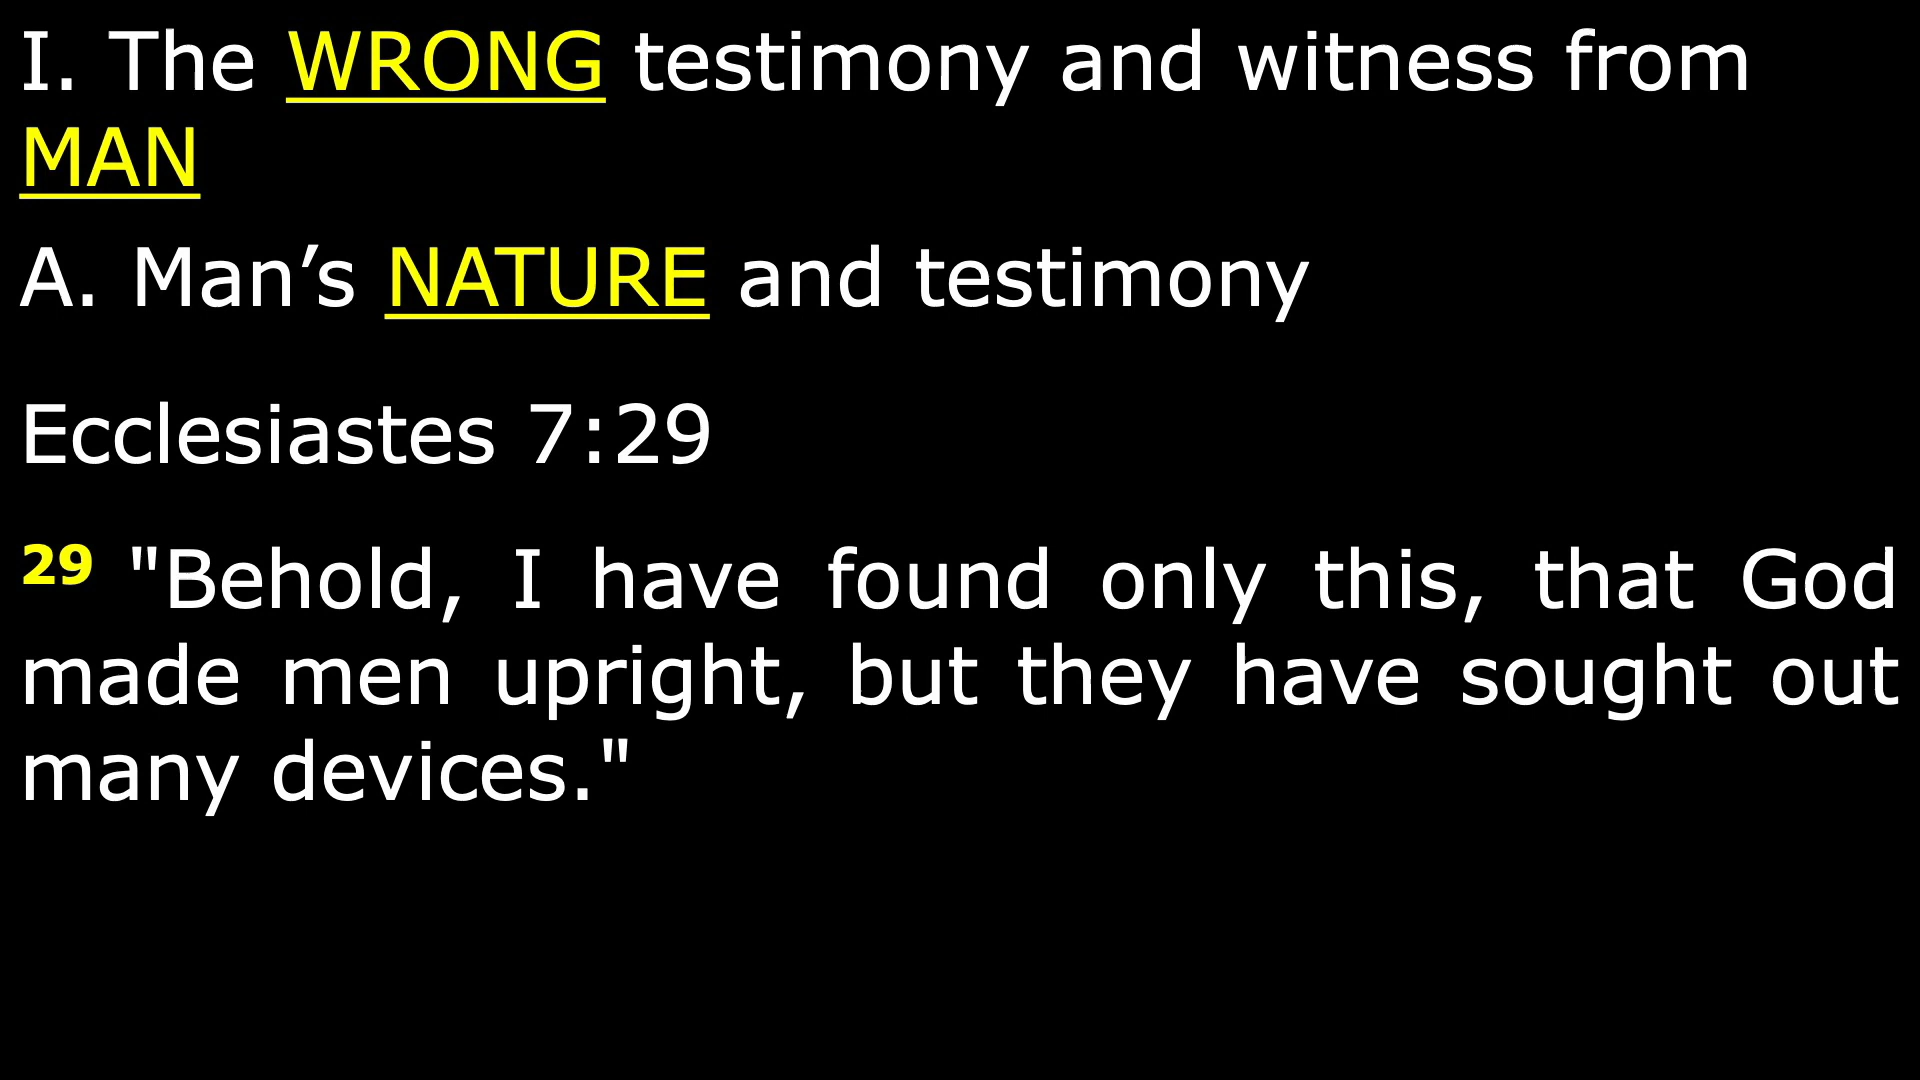 I. The WRONG testimony and witness from
MAN
A. Man’s NATURE and testimony
Ecclesiastes 7:29
29 "Behold, I have found only this, that God
made men upright, but they have sought out
many devices."